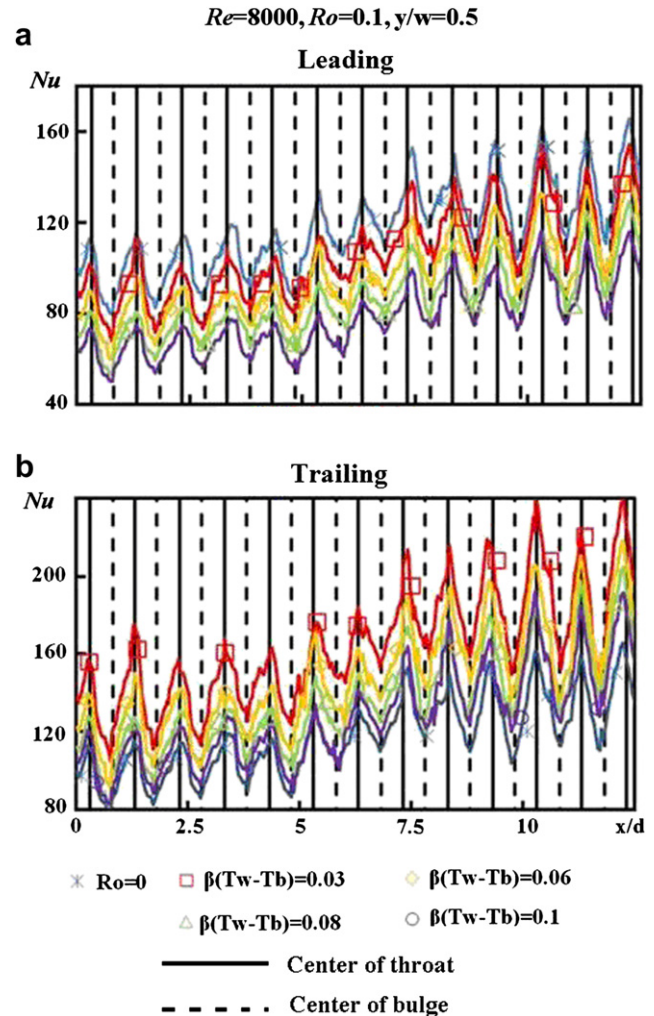 Re=8000, Ro=0.1, y/w=0.5
a
Leading
Nu
160
120
80
40
b
Trailing
Nu
200
160
120
80
0 2.5 5 7.5 10 x/d
Ro=0 β(Tw-Tb)=0.03 β(Tw-Tb)=0.06
β(Tw-Tb)=0.08 β(Tw-Tb)=0.1
Center of throat
Center of bulge